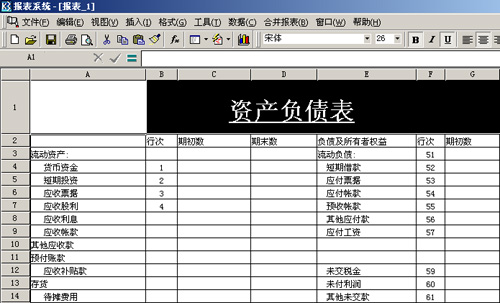 报表系统 - [报表_1]
文件(F) 编辑(E) 视图(V) 插入(I) 格式(G) 工具(T) 数据(C) 合并报表(B) 窗口(W) 帮助(H)
宋体 26 B I U
A1 =
A B C D E F G
1 资产负债表
2 行次 期初数 期末数 负债及所有者权益 行次 期初数
3 流动资产: 流动负债: 51
4 货币资金 1 短期借款 52
5 短期投资 2 应付票据 53
6 应收票据 3 应付帐款 54
7 应收股利 4 预收帐款 55
8 应收利息 其他应付款 56
9 应收帐款 应付工资 57
10 其他应收款
11 预付账款
12 应收补贴款 未交税金 59
13 存货 未付利润 60
14 待摊费用 其他未交款 61